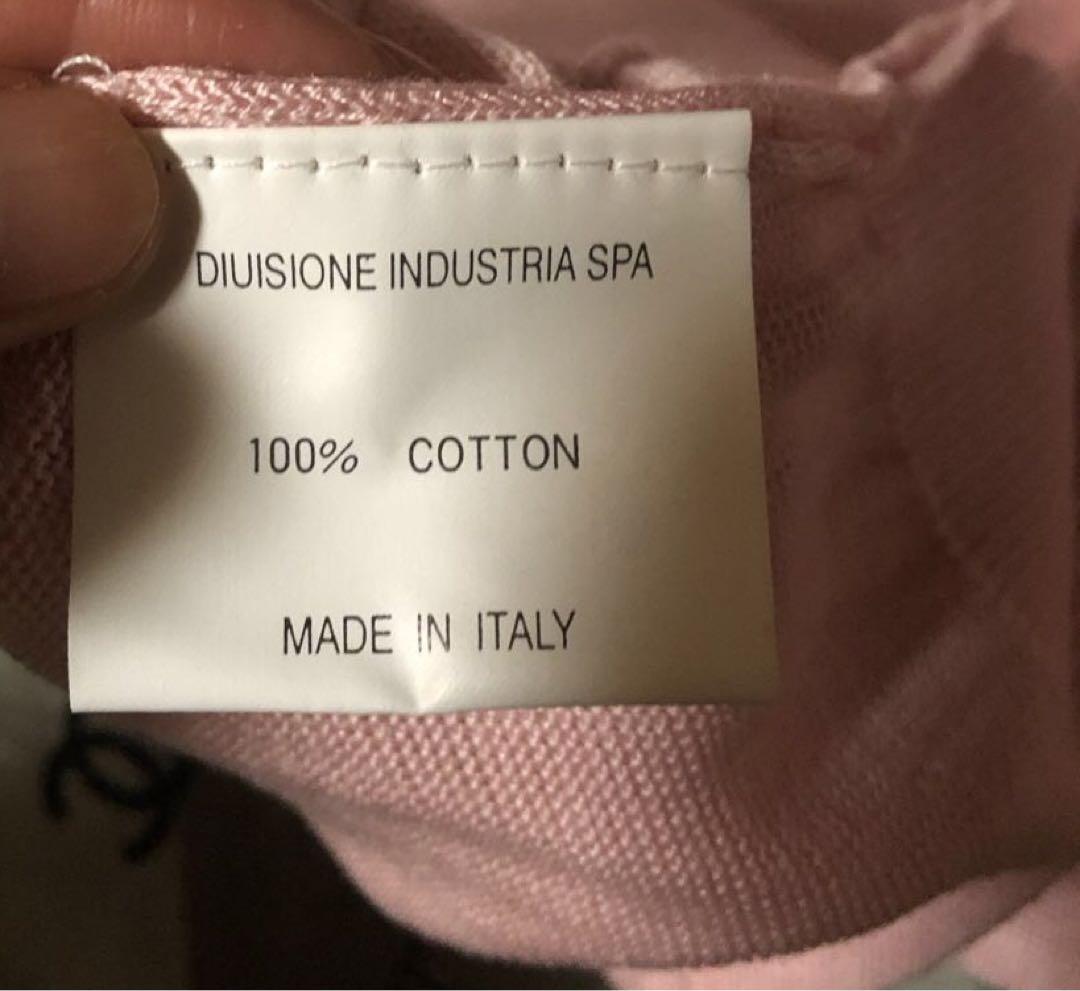 DIUISIONE INDUSTRIA SPA
100% COTTON
MADE IN ITALY